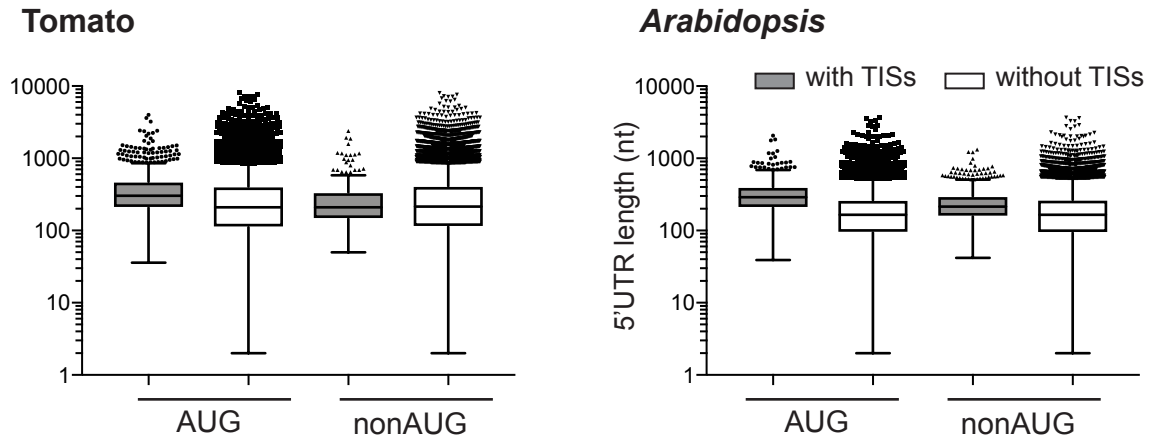 Tomato
10000
1000
100
10
1
AUG
nonAUG
Arabidopsis
with TISs
without TISs
5'UTR length (nt)
10000
1000
100
10
1
AUG
nonAUG